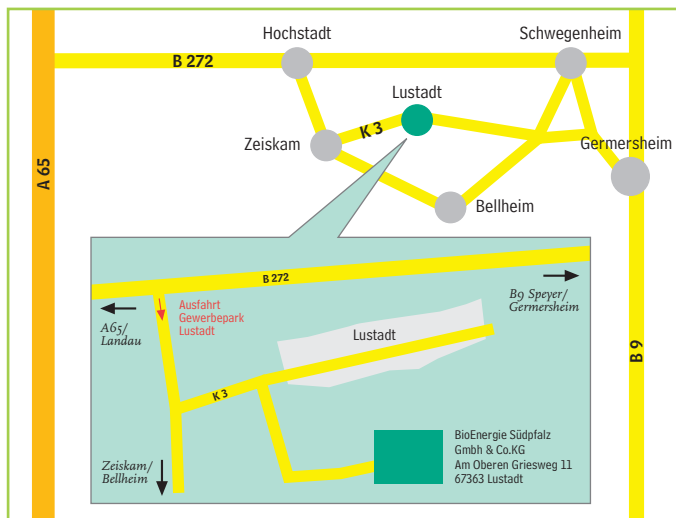 Hochstadt
Schwegenheim
B 272
Lustadt
K 3
Zeiskam
Germersheim
A 65
Bellheim
B 272
B9 Speyer/
Germersheim
Ausfahrt
Gewerbepark
Lustadt
A65/
Landau
Lustadt
B 9
K 3
BioEnergie Südpfalz
Gmbh & Co.KG
Am Oberen Griesweg 11
67363 Lustadt
Zeiskam/
Bellheim